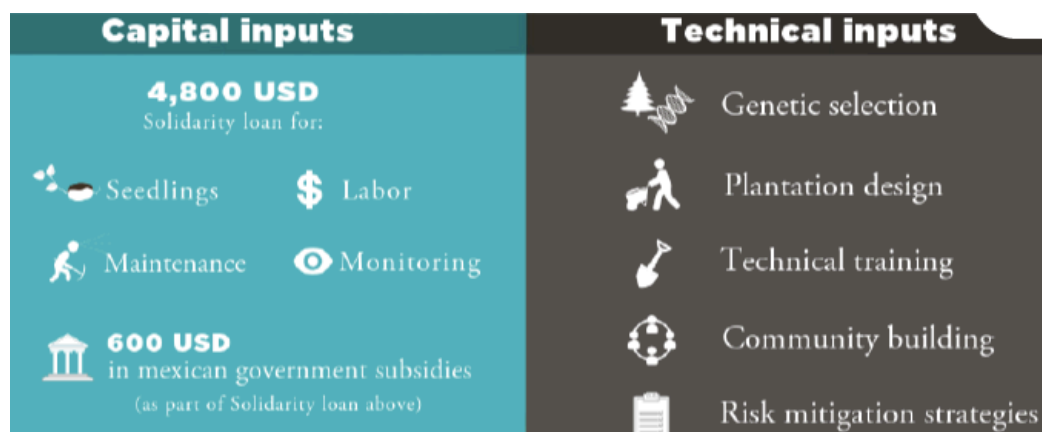 Capital inputs
4,800 USD
Solidarity loan for:
Seedlings
Labor
Maintenance
Monitoring
600 USD
in mexican government subsidies
(as part of Solidarity loan above)
Technical inputs
Genetic selection
Plantation design
Technical training
Community building
Risk mitigation strategies